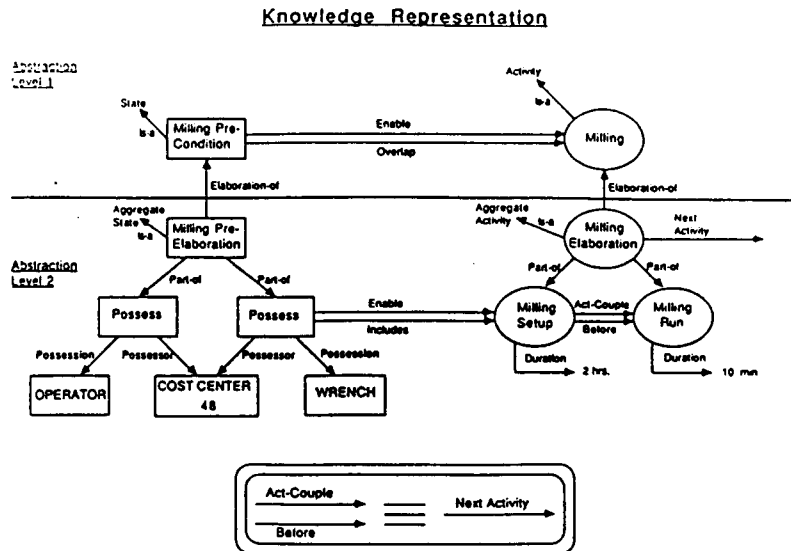 Knowledge Representation
Abstraction
Level 1
State
Is-a
Milling Pre-
Condition
Enable
Overlap
Activity
Is-a
Milling
Elaboration-of
Elaboration-of
Aggregate
State
Is-a
Milling Pre-
Elaboration
Aggregate
Activity
Is-a
Milling
Elaboration
Next
Activity
Abstraction
Level 2
Part-of
Part-of
Part-of
Part-of
Possess
Possess
Enable
Includes
Milling
Setup
Act-Couple
Before
Milling
Run
Possession
Possessor
Possessor
Possession
Duration
2 hrs.
Duration
10 min
OPERATOR
COST CENTER
48
WRENCH
Act-Couple
Before
Next Activity